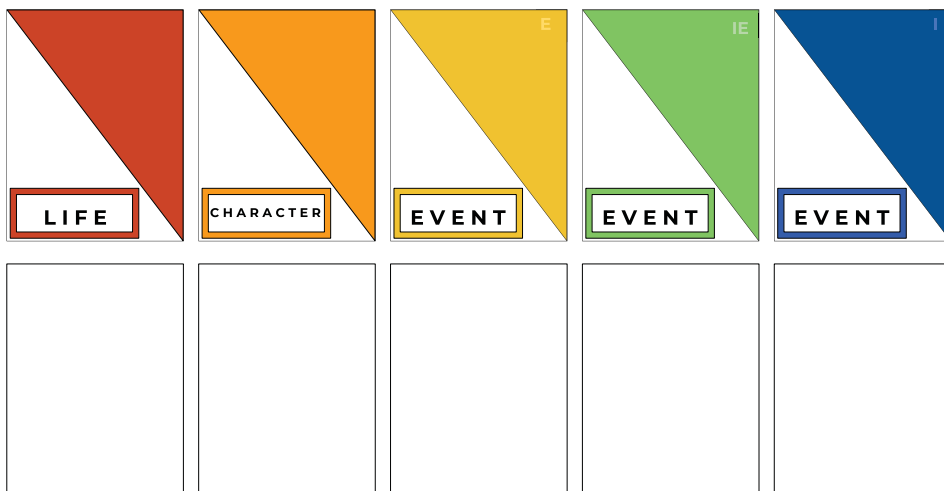 E
IE
I
LIFE
CHARACTER
EVENT
EVENT
EVENT